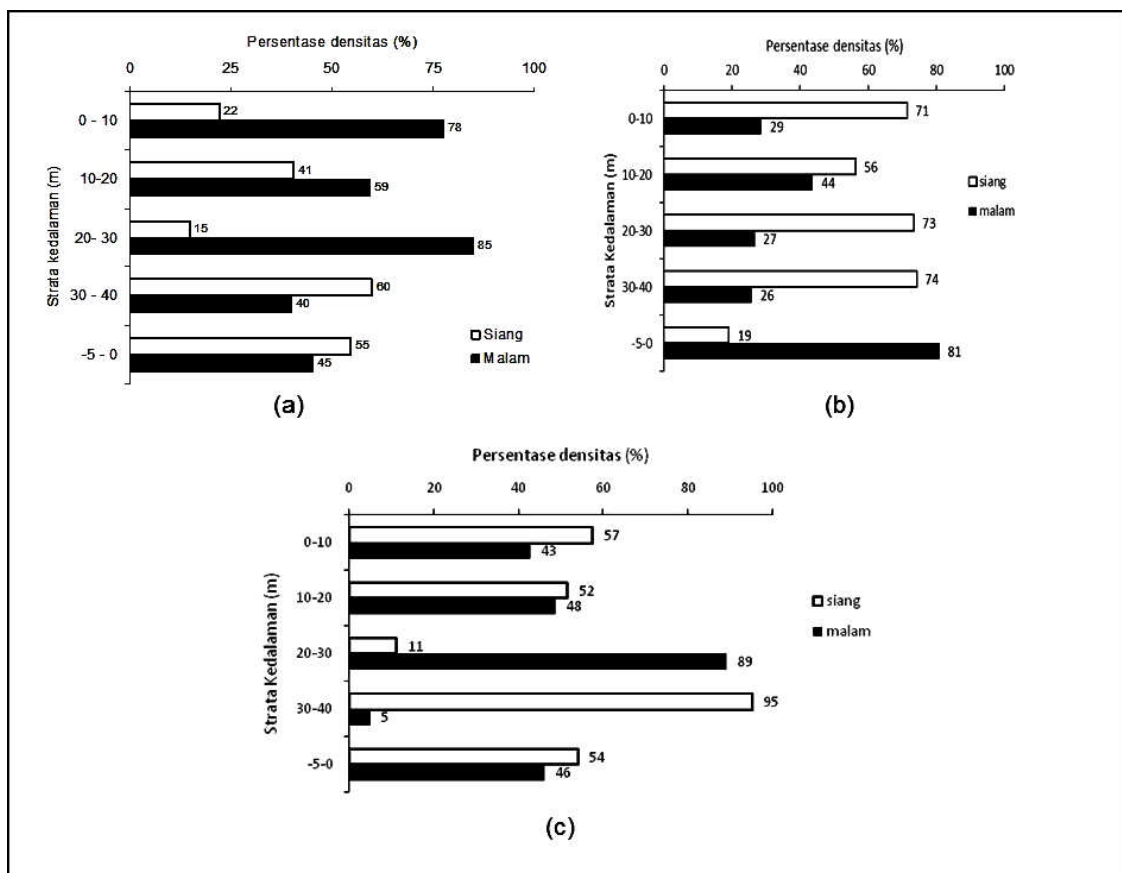 Persentase densitas (%)
0 25 50 75 100
Strata kedalaman (m)
0 - 10
22
78
10-20
41
59
20- 30
15
85
30 - 40
60
40
-5 - 0
55
45
Siang
Malam
(a)
Persentase densitas (%)
0 20 40 60 80 100
Strata Kedalaman (m)
0-10
71
29
10-20
56
44
20-30
73
27
30-40
74
26
-5-0
19
81
siang
malam
(b)
Persentase densitas (%)
0 20 40 60 80 100
Strata Kedalaman (m)
0-10
57
43
10-20
52
48
20-30
11
89
30-40
95
5
-5-0
54
46
siang
malam
(c)